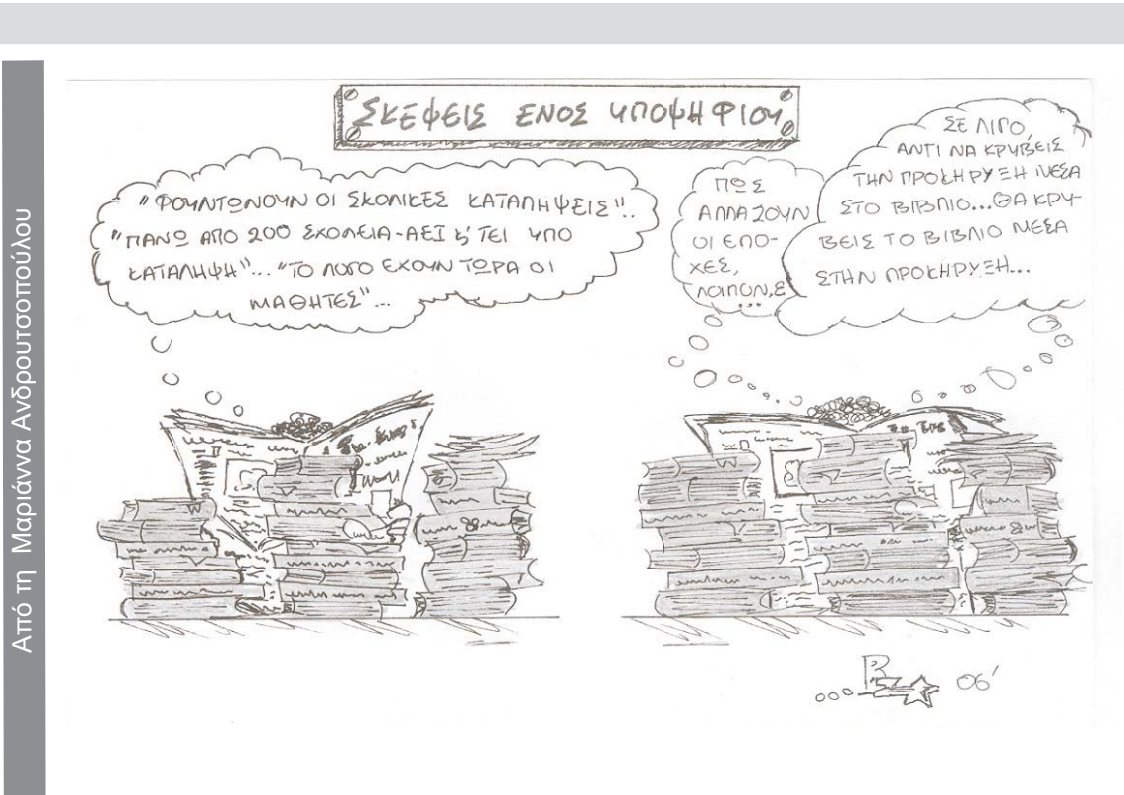 Από τη Μαριάννα Ανδρουτσοπούλου
ΣΚΕΨΕΙΣ ΕΝΟΣ ΥΠΟΨΗΦΙΟΥ
"ΦΟΥΝΤΩΝΟΥΝ ΟΙ ΣΧΟΛΙΚΕΣ ΚΑΤΑΛΗΨΕΙΣ"..
"ΠΑΝΩ ΑΠΟ 200 ΣΧΟΛΕΙΑ-ΑΕΙ Κ' ΤΕΙ ΥΠΟ
ΚΑΤΑΛΗΨΗ"... "ΤΟ ΛΟΓΟ ΕΧΟΥΝ ΤΩΡΑ ΟΙ
ΜΑΘΗΤΕΣ"...
ΠΩΣ
ΑΛΛΑΖΟΥΝ
ΟΙ ΕΠΟ-
ΧΕΣ,
ΛΟΙΠΟΝ, Ε
...
ΣΕ ΛΙΓΟ,
ΑΝΤΙ ΝΑ ΚΡΥΒΕΙΣ
ΤΗΝ ΠΡΟΚΗΡΥΞΗ ΜΕΣΑ
ΣΤΟ ΒΙΒΛΙΟ... ΘΑ ΚΡΥ-
ΒΕΙΣ ΤΟ ΒΙΒΛΙΟ ΜΕΣΑ
ΣΤΗΝ ΠΡΟΚΗΡΥΞΗ...
06'